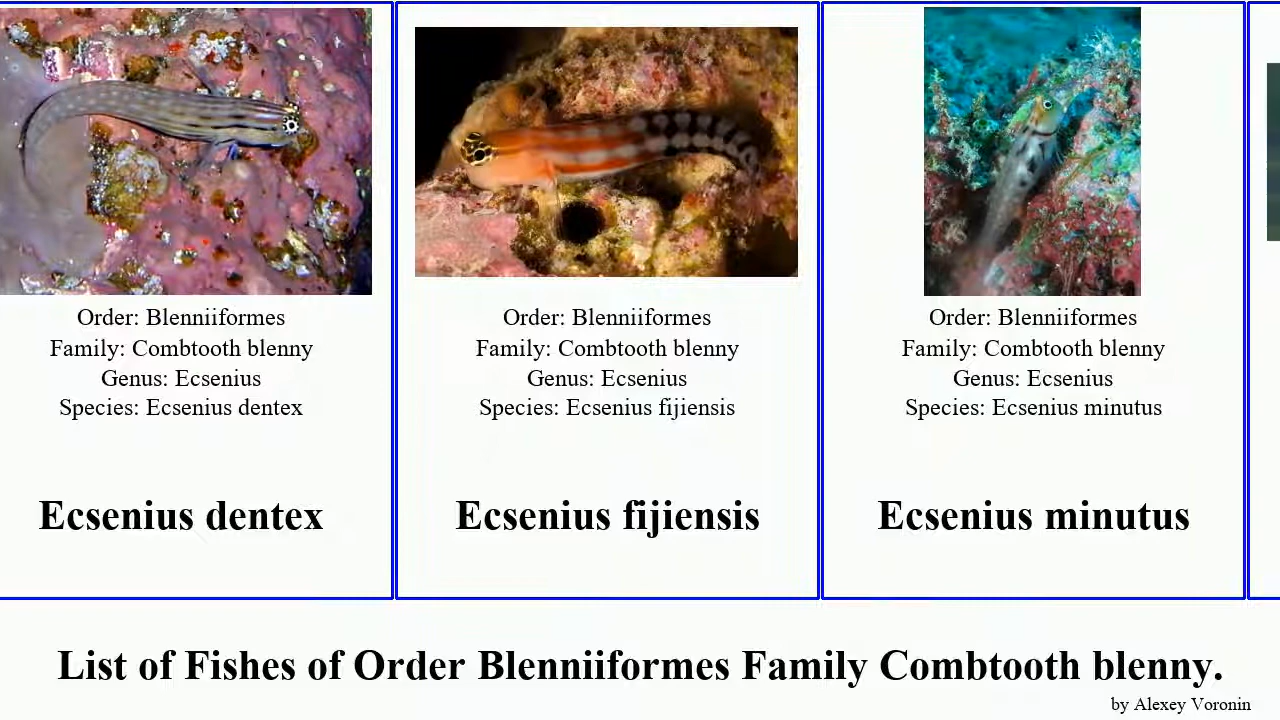 Order: Blenniiformes
Family: Combtooth blenny
Genus: Ecsenius
Species: Ecsenius dentex
Ecsenius dentex
Order: Blenniiformes
Family: Combtooth blenny
Genus: Ecsenius
Species: Ecsenius fijiensis
Ecsenius fijiensis
Order: Blenniiformes
Family: Combtooth blenny
Genus: Ecsenius
Species: Ecsenius minutus
Ecsenius minutus
List of Fishes of Order Blenniiformes Family Combtooth blenny.
by Alexey Voronin